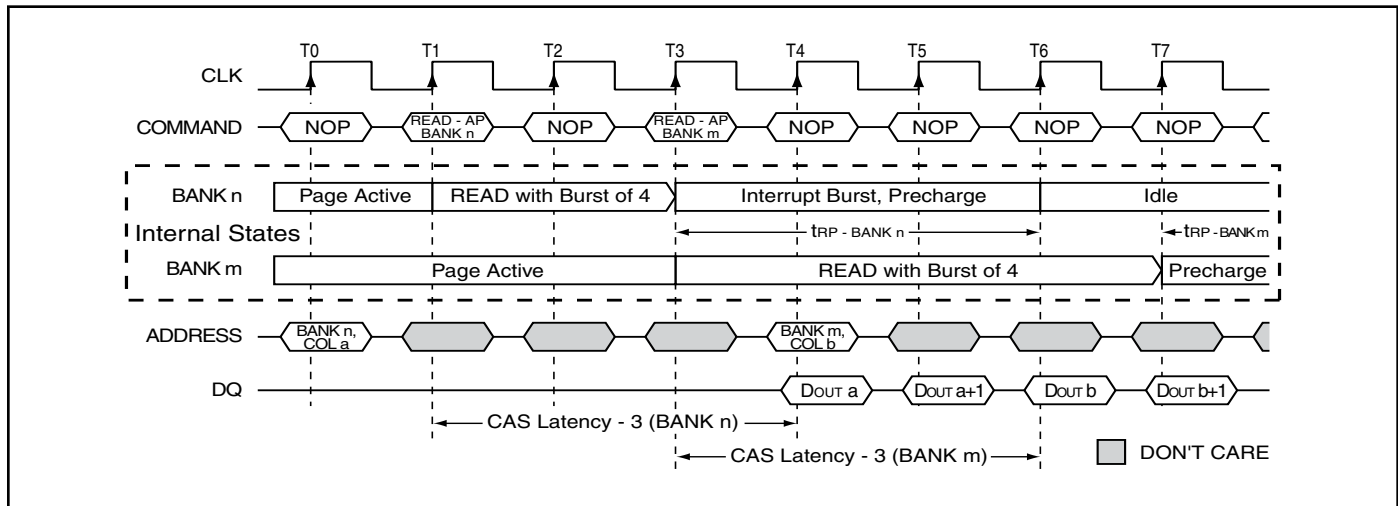 T0 T1 T2 T3 T4 T5 T6 T7
CLK
COMMAND NOP READ - AP BANK n NOP READ - AP BANK m NOP NOP NOP NOP
BANK n Page Active READ with Burst of 4 Interrupt Burst, Precharge Idle
Internal States tRP - BANK n tRP - BANK m
BANK m Page Active READ with Burst of 4 Precharge
ADDRESS BANK n, COL a BANK m, COL b
DQ DOUT a DOUT a+1 DOUT b DOUT b+1
CAS Latency - 3 (BANK n)
CAS Latency - 3 (BANK m) DON'T CARE